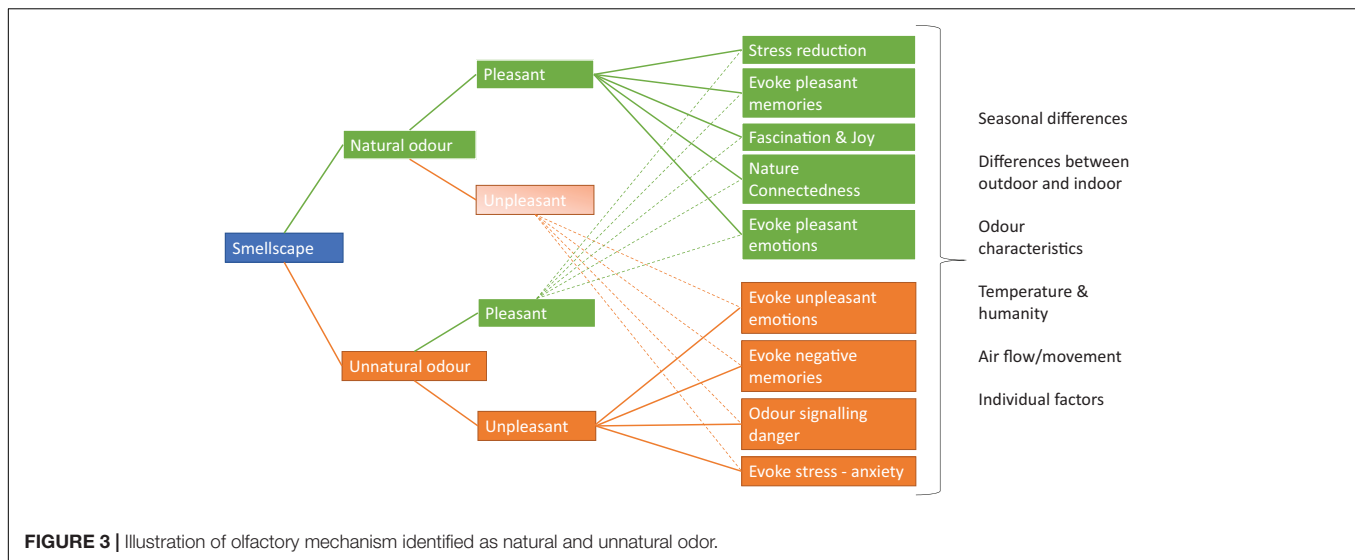 Smellscape
Natural odour
Unnatural odour
Pleasant
Unpleasant
Pleasant
Unpleasant
Stress reduction
Evoke pleasant
memories
Fascination & Joy
Nature
Connectedness
Evoke pleasant
emotions
Evoke unpleasant
emotions
Evoke negative
memories
Odour signalling
danger
Evoke stress - anxiety
Seasonal differences
Differences between
outdoor and indoor
Odour
characteristics
Temperature &
humanity
Air flow/movement
Individual factors
FIGURE 3 | Illustration of olfactory mechanism identified as natural and unnatural odor.